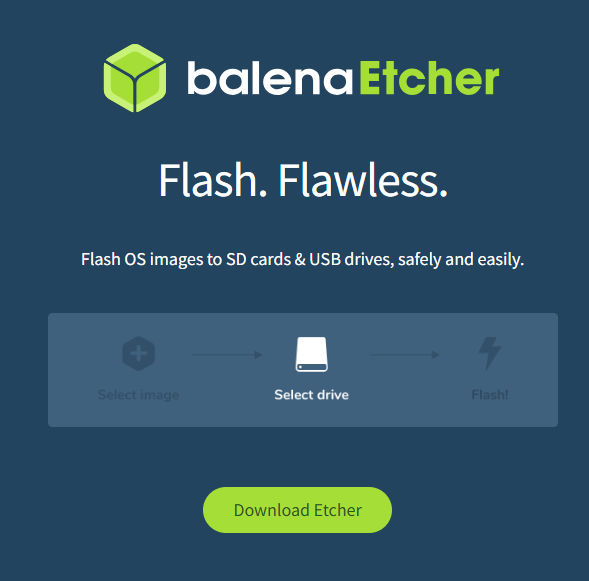 balenaEtcher
Flash. Flawless.
Flash OS images to SD cards & USB drives, safely and easily.
Select image
Select drive
Flash!
Download Etcher